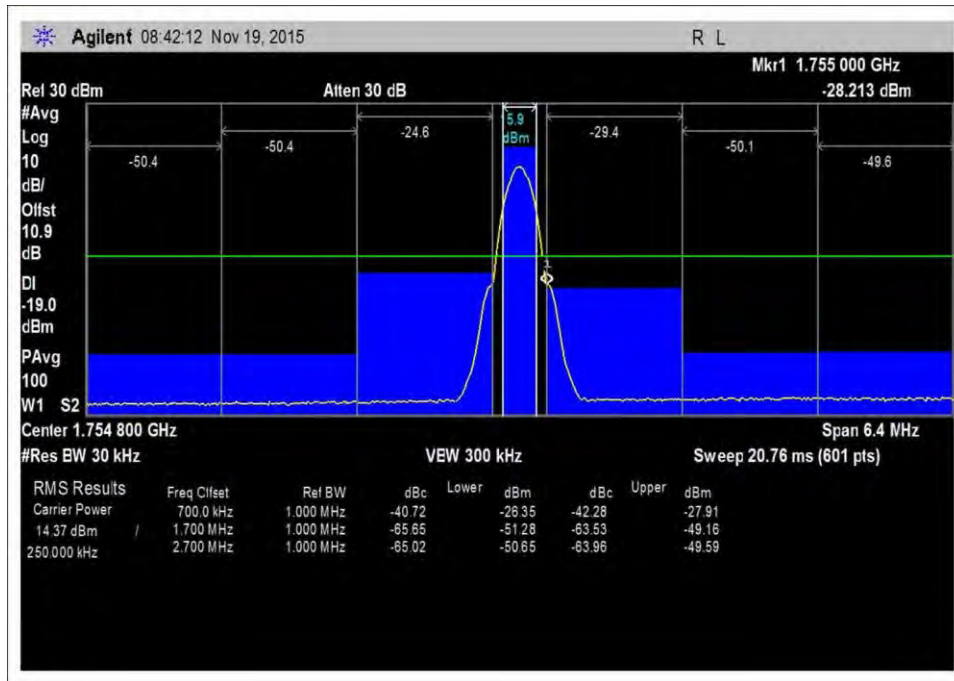 Agilent 08:42:12 Nov 19, 2015 R L
Mkr1 1.755 000 GHz
Rel 30 dBm Atten 30 dB -28.213 dBm
#Avg
Log
10
dB/
Offst
10.9
dB
DI
-19.0
dBm
PAvg
100
W1 S2
-50.4 -50.4 -24.6 5.9 dBm -29.4 -50.1 -49.6
1
Center 1.754 800 GHz Span 6.4 MHz
#Res BW 30 kHz VBW 300 kHz Sweep 20.76 ms (601 pts)
RMS Results Freq Offset Ref BW dBc Lower dBm dBc Upper dBm
Carrier Power 700.0 kHz 1.000 MHz -40.72 -26.35 -42.28 -27.91
14.37 dBm / 1.700 MHz 1.000 MHz -65.65 -51.28 -63.53 -49.16
250.000 kHz 2.700 MHz 1.000 MHz -65.02 -50.65 -63.96 -49.59